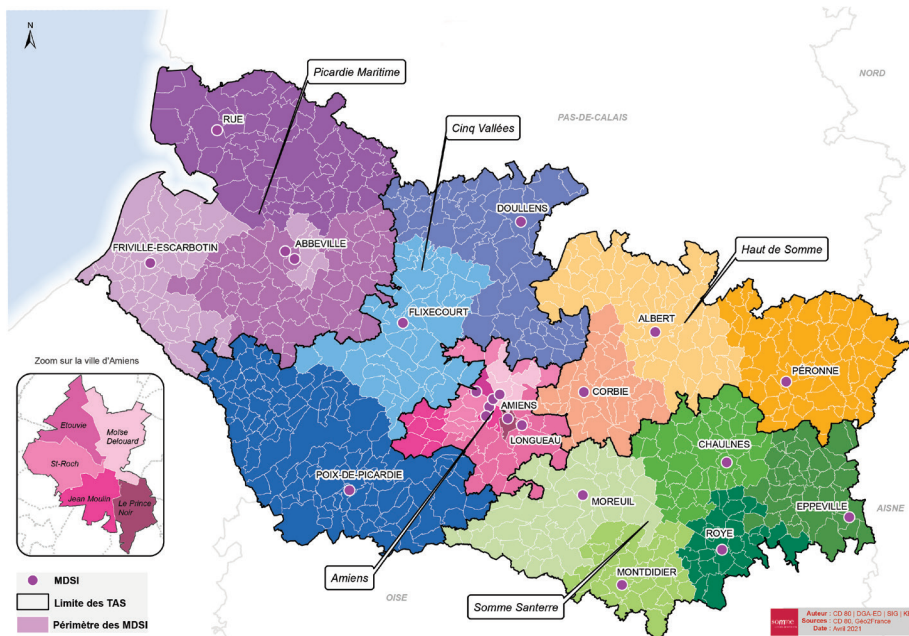 N
Picardie Maritime
NORD
RUE
Cinq Vallées
PAS-DE-CALAIS
DOULLENS
FRIVILLE-ESCARBOTIN
ABBEVILLE
Haut de Somme
FLIXECOURT
ALBERT
Zoom sur la ville d'Amiens
PÉRONNE
CORBIE
AMIENS
Etouvie
Moïse
Delouard
LONGUEAU
CHAULNES
St-Roch
POIX-DE-PICARDIE
Jean Moulin
Le Prince
Noir
MOREUIL
EPPEVILLE
AISNE
ROYE
MONTDIDIER
Amiens
Somme Santerre
OISE
MDSI
Limite des TAS
Périmètre des MDSI
somme
Auteur : CD 80 | DGA-ED | SIG |
Sources : CD 80, Géo2France
Date : Avril 2021